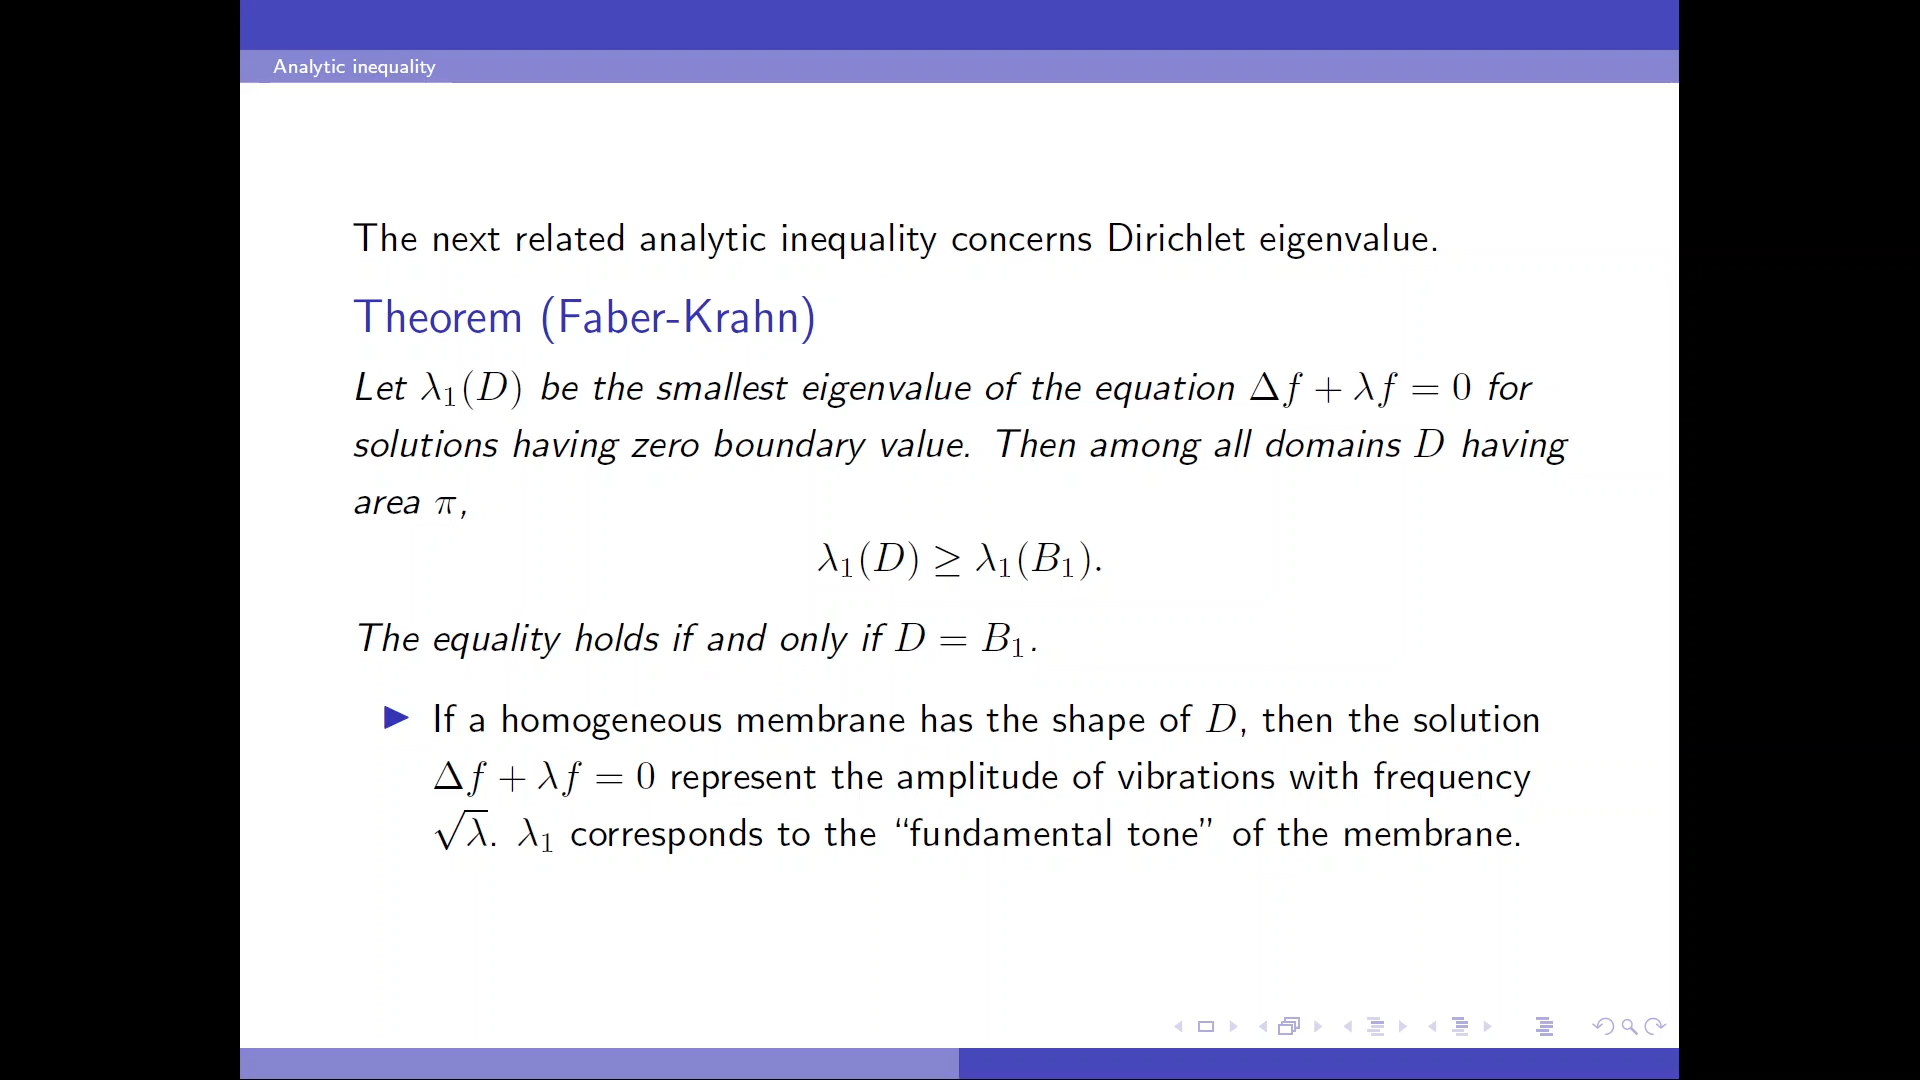 Analytic inequality
The next related analytic inequality concerns Dirichlet eigenvalue.
Theorem (Faber-Krahn)
Let λ₁(D) be the smallest eigenvalue of the equation Δf + λf = 0 for
solutions having zero boundary value. Then among all domains D having
area π,
λ₁(D) ≥ λ₁(B₁).
The equality holds if and only if D = B₁.
▶ If a homogeneous membrane has the shape of D, then the solution
Δf + λf = 0 represent the amplitude of vibrations with frequency
√λ. λ₁ corresponds to the “fundamental tone” of the membrane.